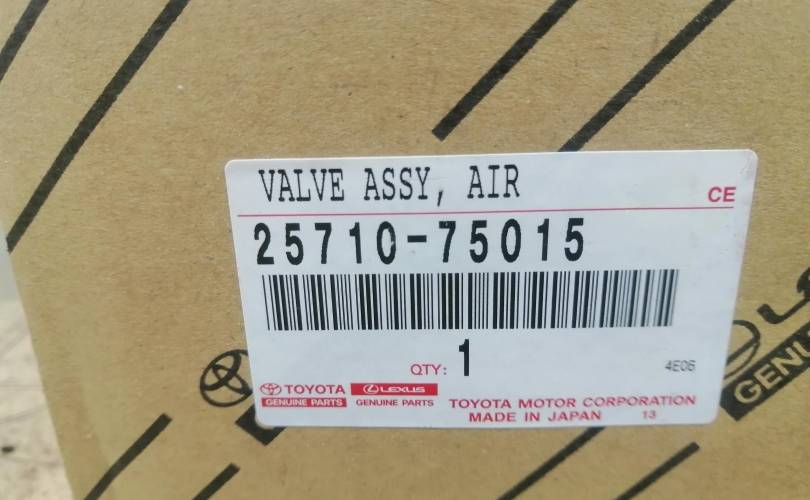 VALVE ASSY, AIR
CE
25710-75015
QTY: 1
4E06
TOYOTA
GENUINE PARTS
LEXUS
GENUINE PARTS
TOYOTA MOTOR CORPORATION
MADE IN JAPAN 13